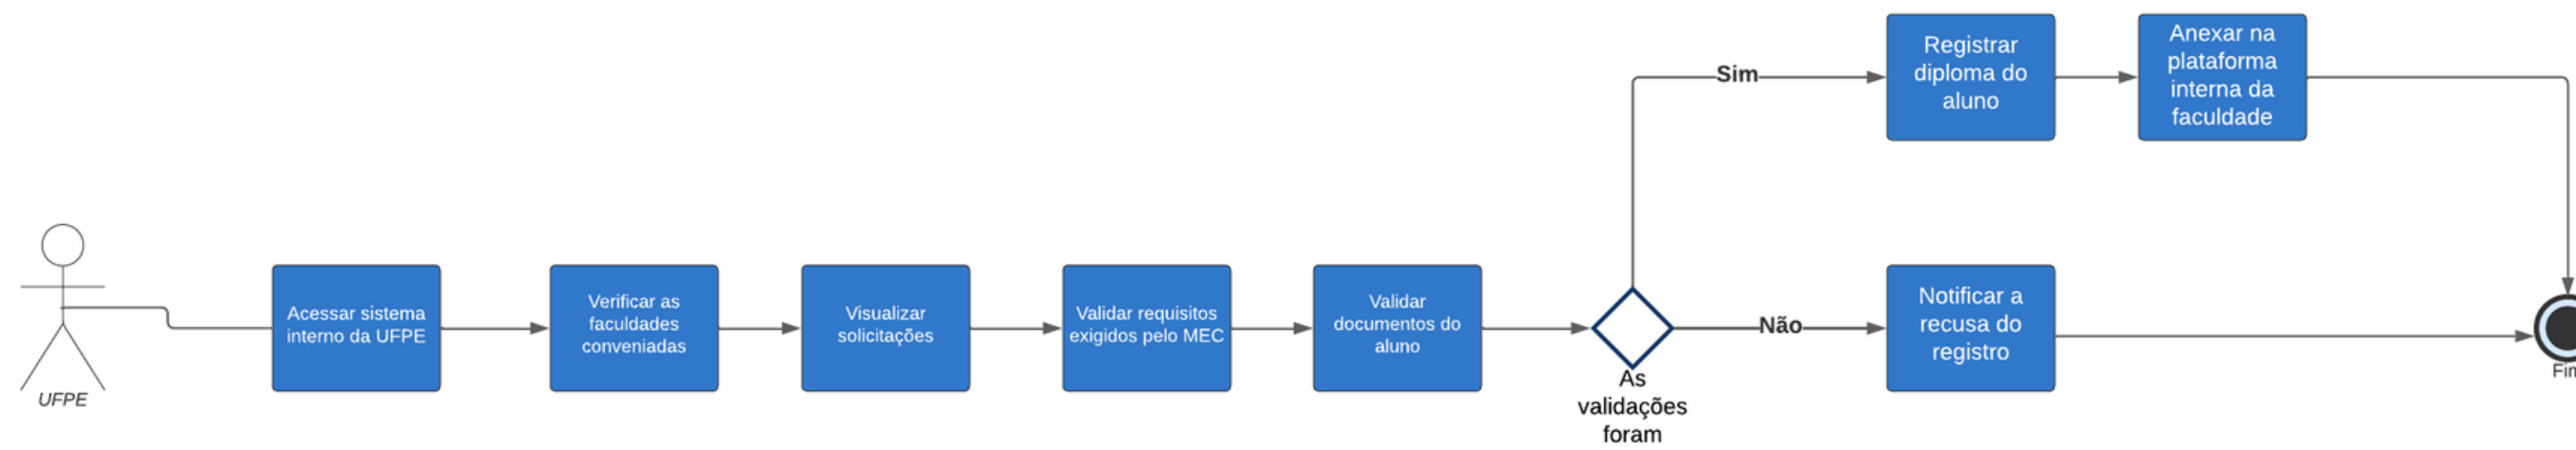 UFPE
Acessar sistema
interno da UFPE
Verificar as
faculdades
conveniadas
Visualizar
solicitações
Validar requisitos
exigidos pelo MEC
Validar
documentos do
aluno
As
validações
foram
Sim
Registrar
diploma do
aluno
Anexar na
plataforma
interna da
faculdade
Não
Notificar a
recusa do
registro